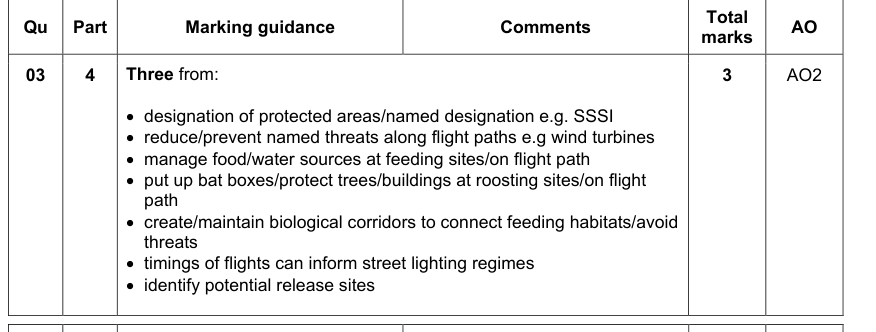 Qu Part Marking guidance Comments Total marks AO
03 4 Three from: 3 AO2
• designation of protected areas/named designation e.g. SSSI
• reduce/prevent named threats along flight paths e.g wind turbines
• manage food/water sources at feeding sites/on flight path
• put up bat boxes/protect trees/buildings at roosting sites/on flight
path
• create/maintain biological corridors to connect feeding habitats/avoid
threats
• timings of flights can inform street lighting regimes
• identify potential release sites